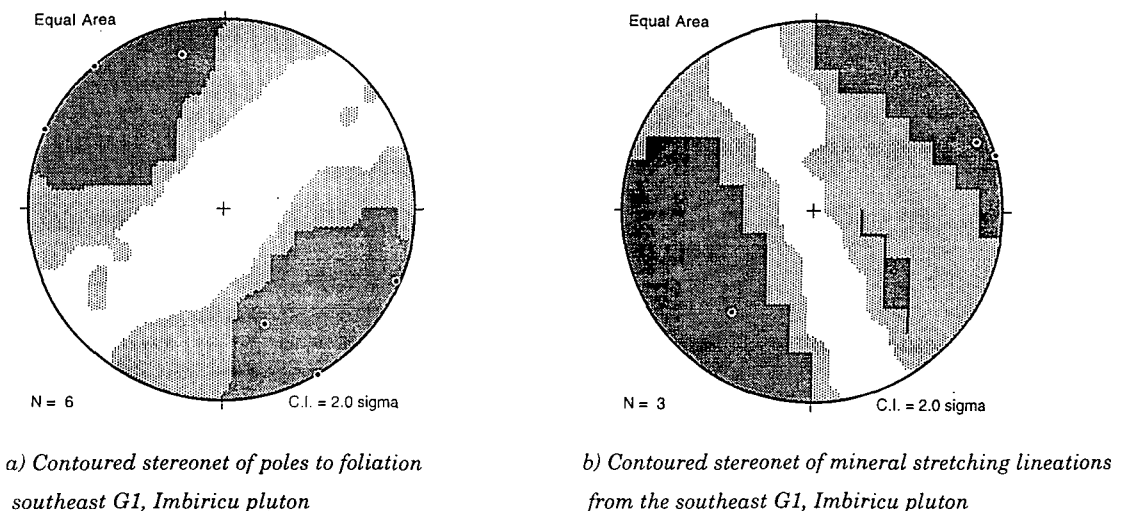 Equal Area
N = 6
C.I. = 2.0 sigma
a) Contoured stereonet of poles to foliation
southeast G1, Imbiricu pluton
Equal Area
N = 3
C.I. = 2.0 sigma
b) Contoured stereonet of mineral stretching lineations
from the southeast G1, Imbiricu pluton